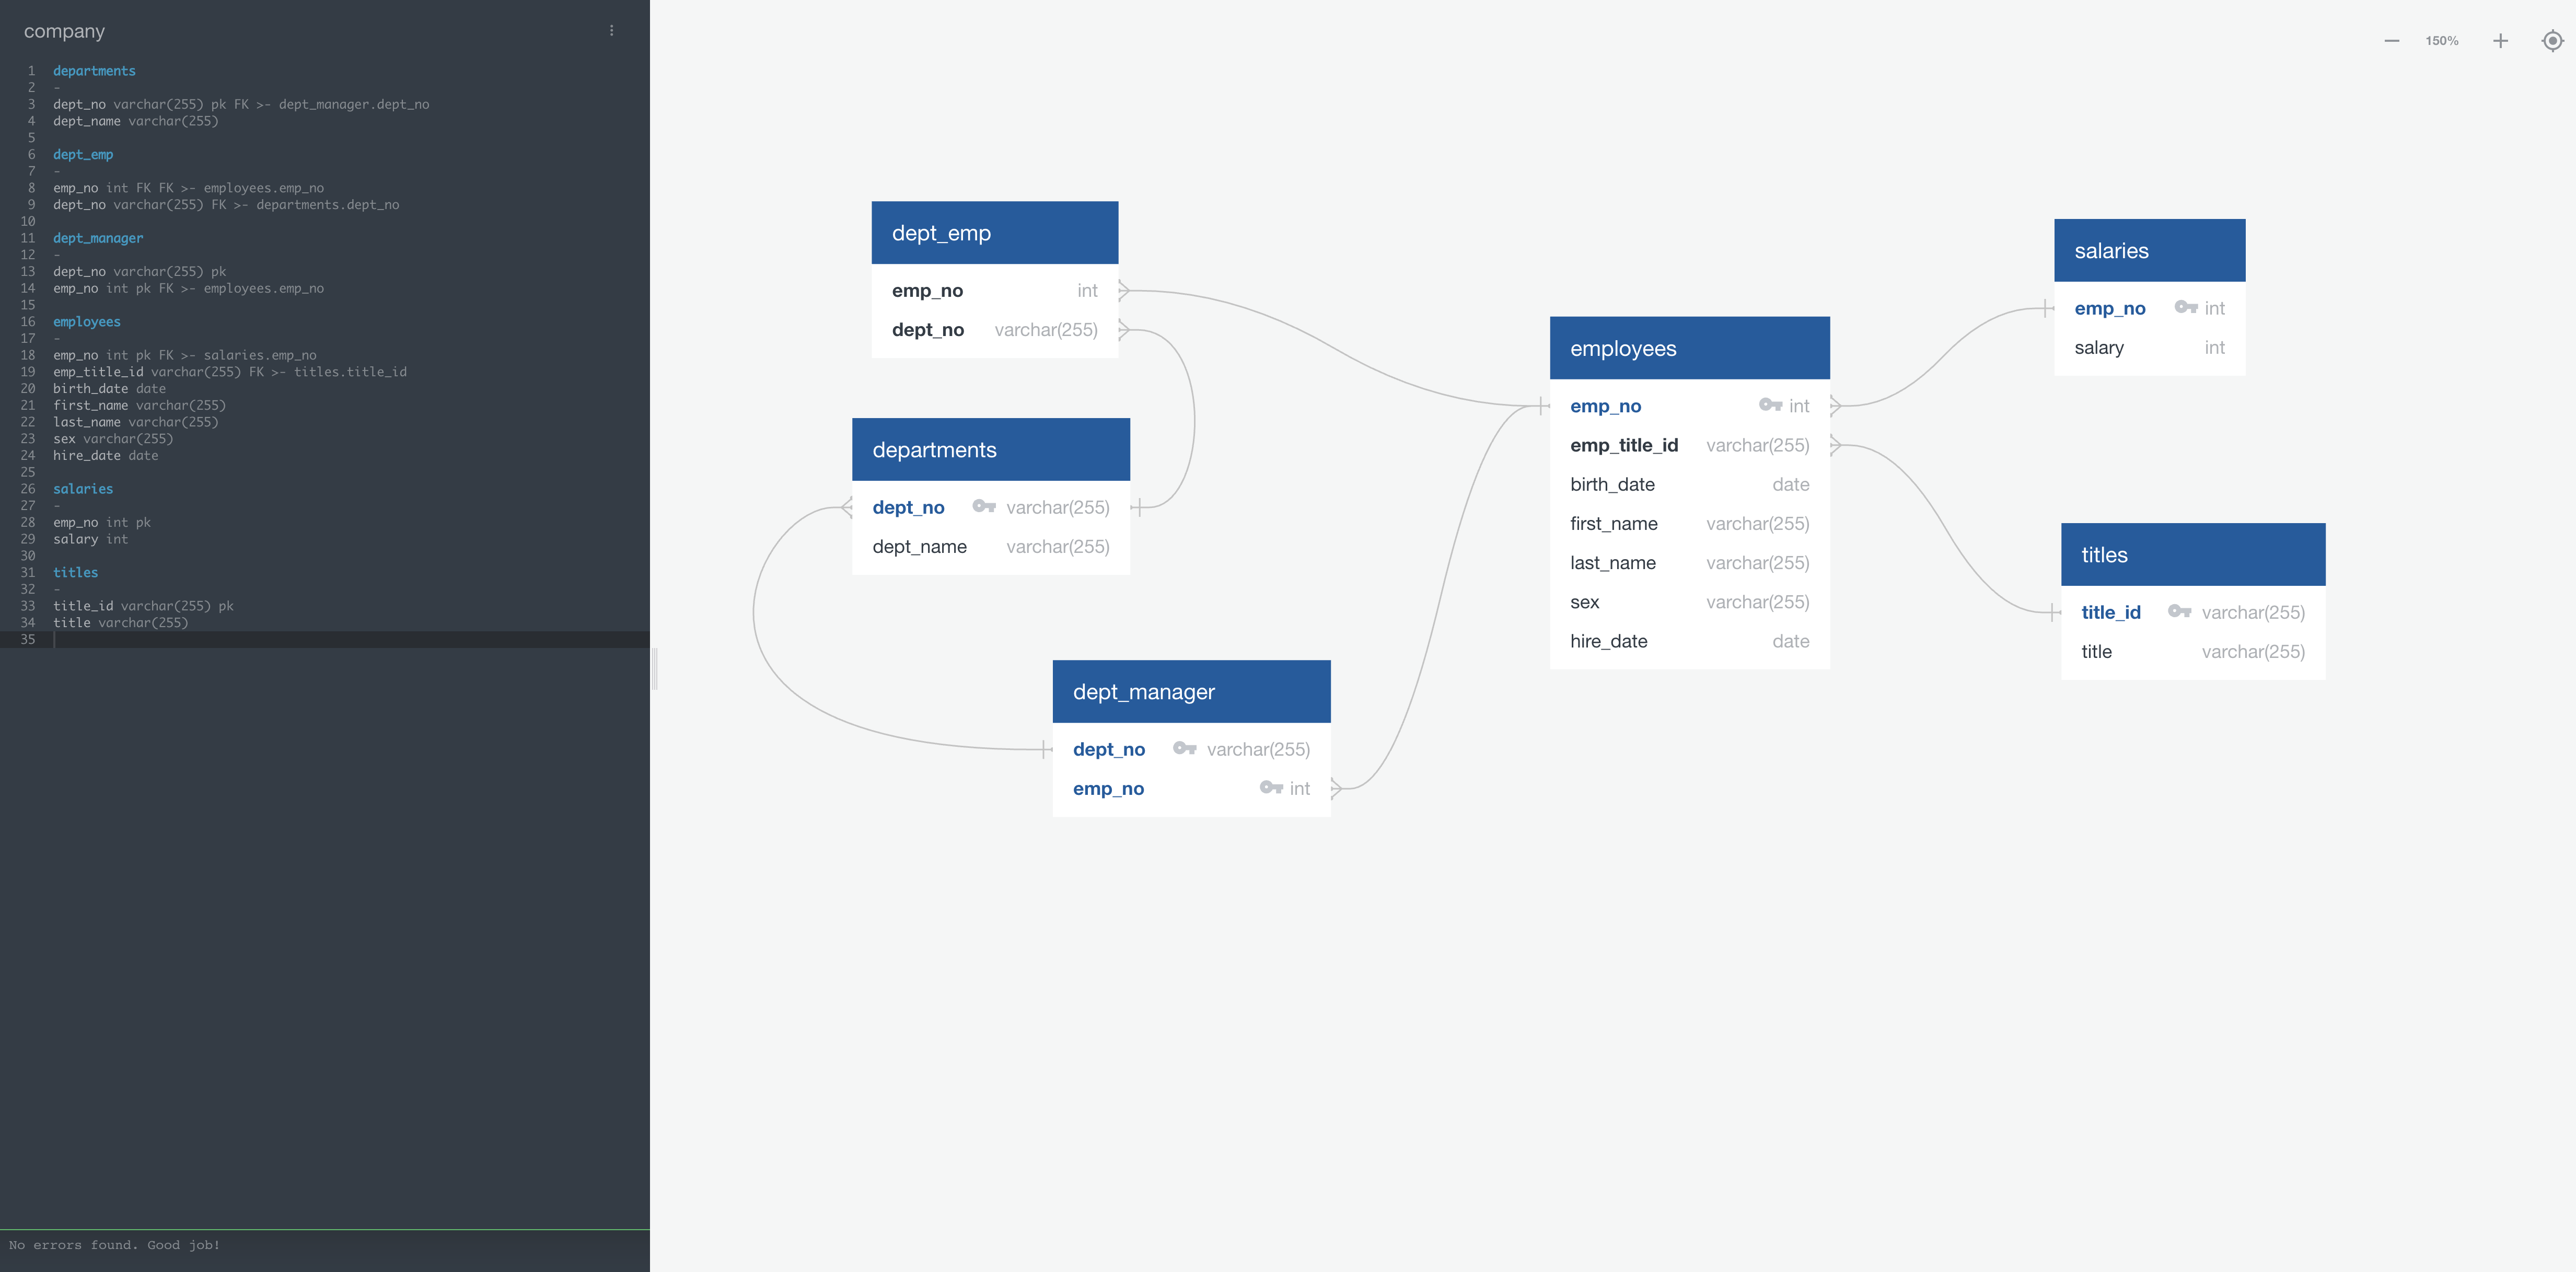 company
1 departments
2 -
3 dept_no varchar(255) pk FK >- dept_manager.dept_no
4 dept_name varchar(255)
5
6 dept_emp
7 -
8 emp_no int FK FK >- employees.emp_no
9 dept_no varchar(255) FK >- departments.dept_no
10
11 dept_manager
12 -
13 dept_no varchar(255) pk
14 emp_no int pk FK >- employees.emp_no
15
16 employees
17 -
18 emp_no int pk FK >- salaries.emp_no
19 emp_title_id varchar(255) FK >- titles.title_id
20 birth_date date
21 first_name varchar(255)
22 last_name varchar(255)
23 sex varchar(255)
24 hire_date date
25
26 salaries
27 -
28 emp_no int pk
29 salary int
30
31 titles
32 -
33 title_id varchar(255) pk
34 title varchar(255)
35
No errors found. Good job!
150%
dept_emp
emp_no int
dept_no varchar(255)
departments
dept_no varchar(255)
dept_name varchar(255)
dept_manager
dept_no varchar(255)
emp_no int
employees
emp_no int
emp_title_id varchar(255)
birth_date date
first_name varchar(255)
last_name varchar(255)
sex varchar(255)
hire_date date
salaries
emp_no int
salary int
titles
title_id varchar(255)
title varchar(255)